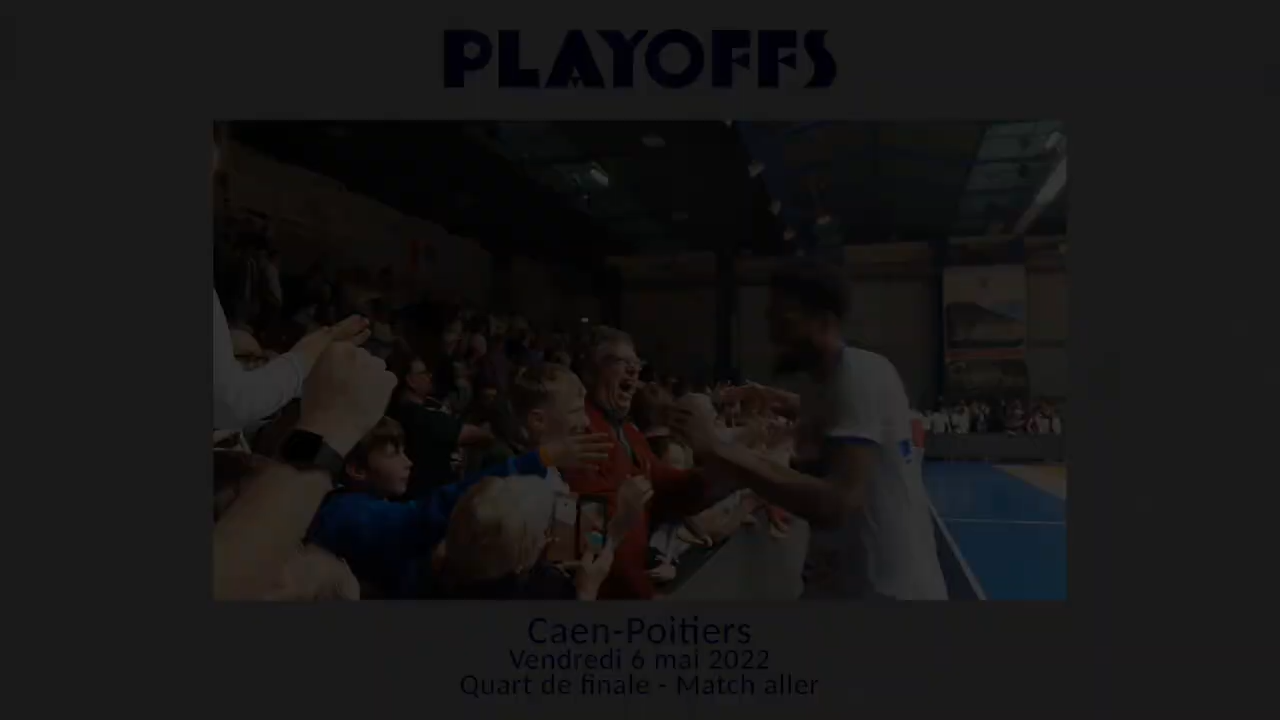 PLAYOFFS
Caen-Poitiers
Vendredi 6 mai 2022
Quart de finale - Match aller